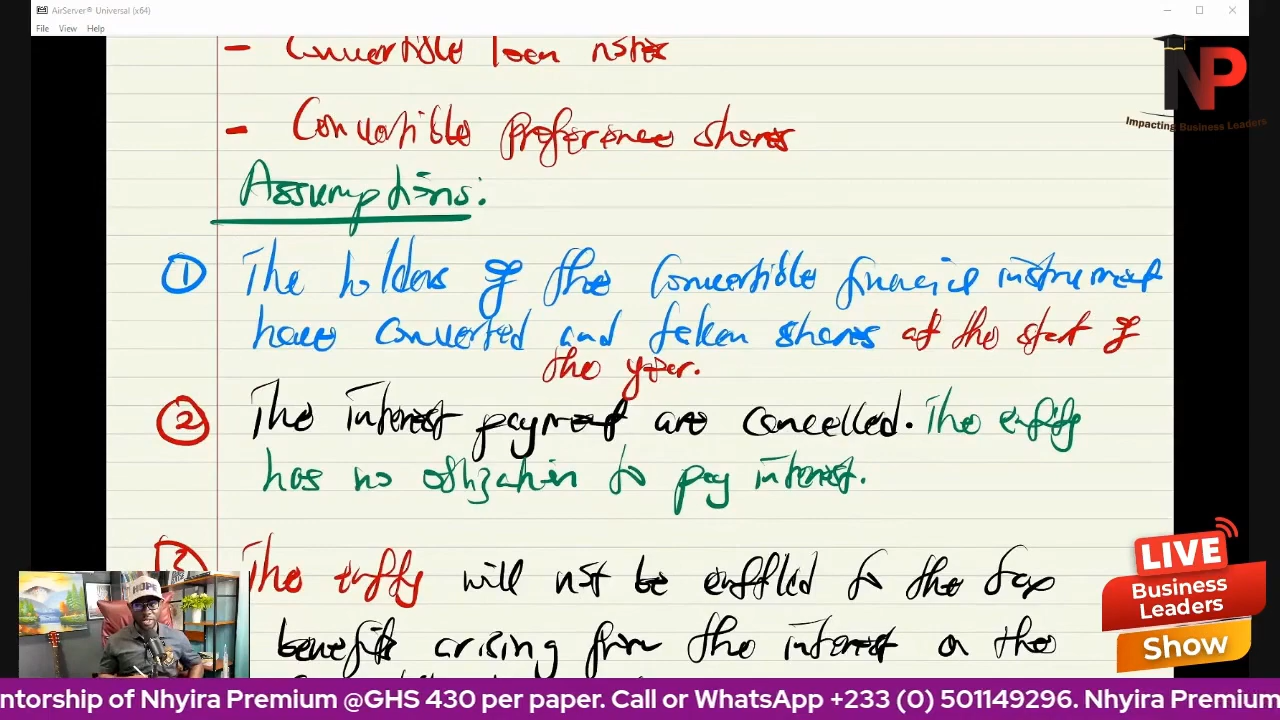 AirServer® Universal (x64)
File View Help
- Convertible loan notes
- Convertible preference shares
Assumptions:
① The holders of the convertible financial instrument
have converted and taken shares at the start of
the year.
② The interest payment are cancelled. The entity
has no obligation to pay interest.
③ The entity will not be entitled to the tax
benefit arising from the interest on the
NP
Impacting Business Leaders
HOPE
LIVE
Business
Leaders
Show
ntorship of Nhyira Premium @GHS 430 per paper. Call or WhatsApp +233 (0) 501149296. Nhyira Premium